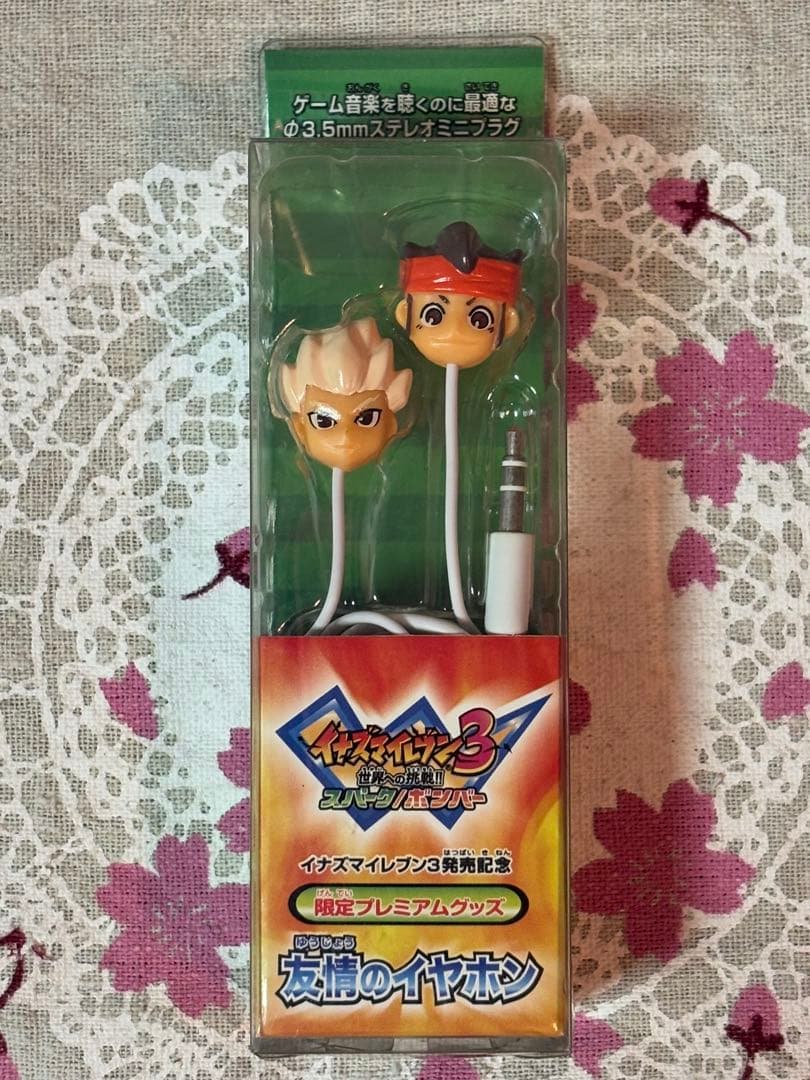 ゲーム音楽を聴くのに最適な
Φ3.5mmステレオミニプラグ
イナズマイレブン3
世界への挑戦!!
スパーク/ボンバー
イナズマイレブン3発売記念
限定プレミアムグッズ
友情のイヤホン